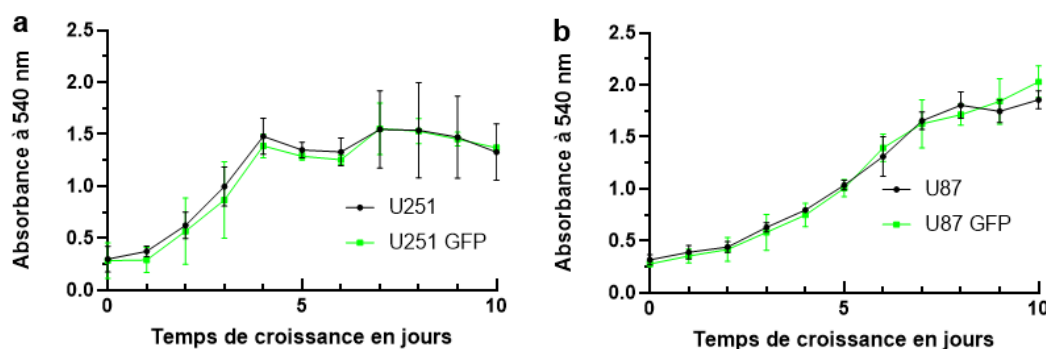 a
Absorbance à 540 nm
2.5
2.0
1.5
1.0
0.5
0.0
0
5
10
Temps de croissance en jours
U251
U251 GFP
b
Absorbance à 540 nm
2.5
2.0
1.5
1.0
0.5
0.0
0
5
10
Temps de croissance en jours
U87
U87 GFP